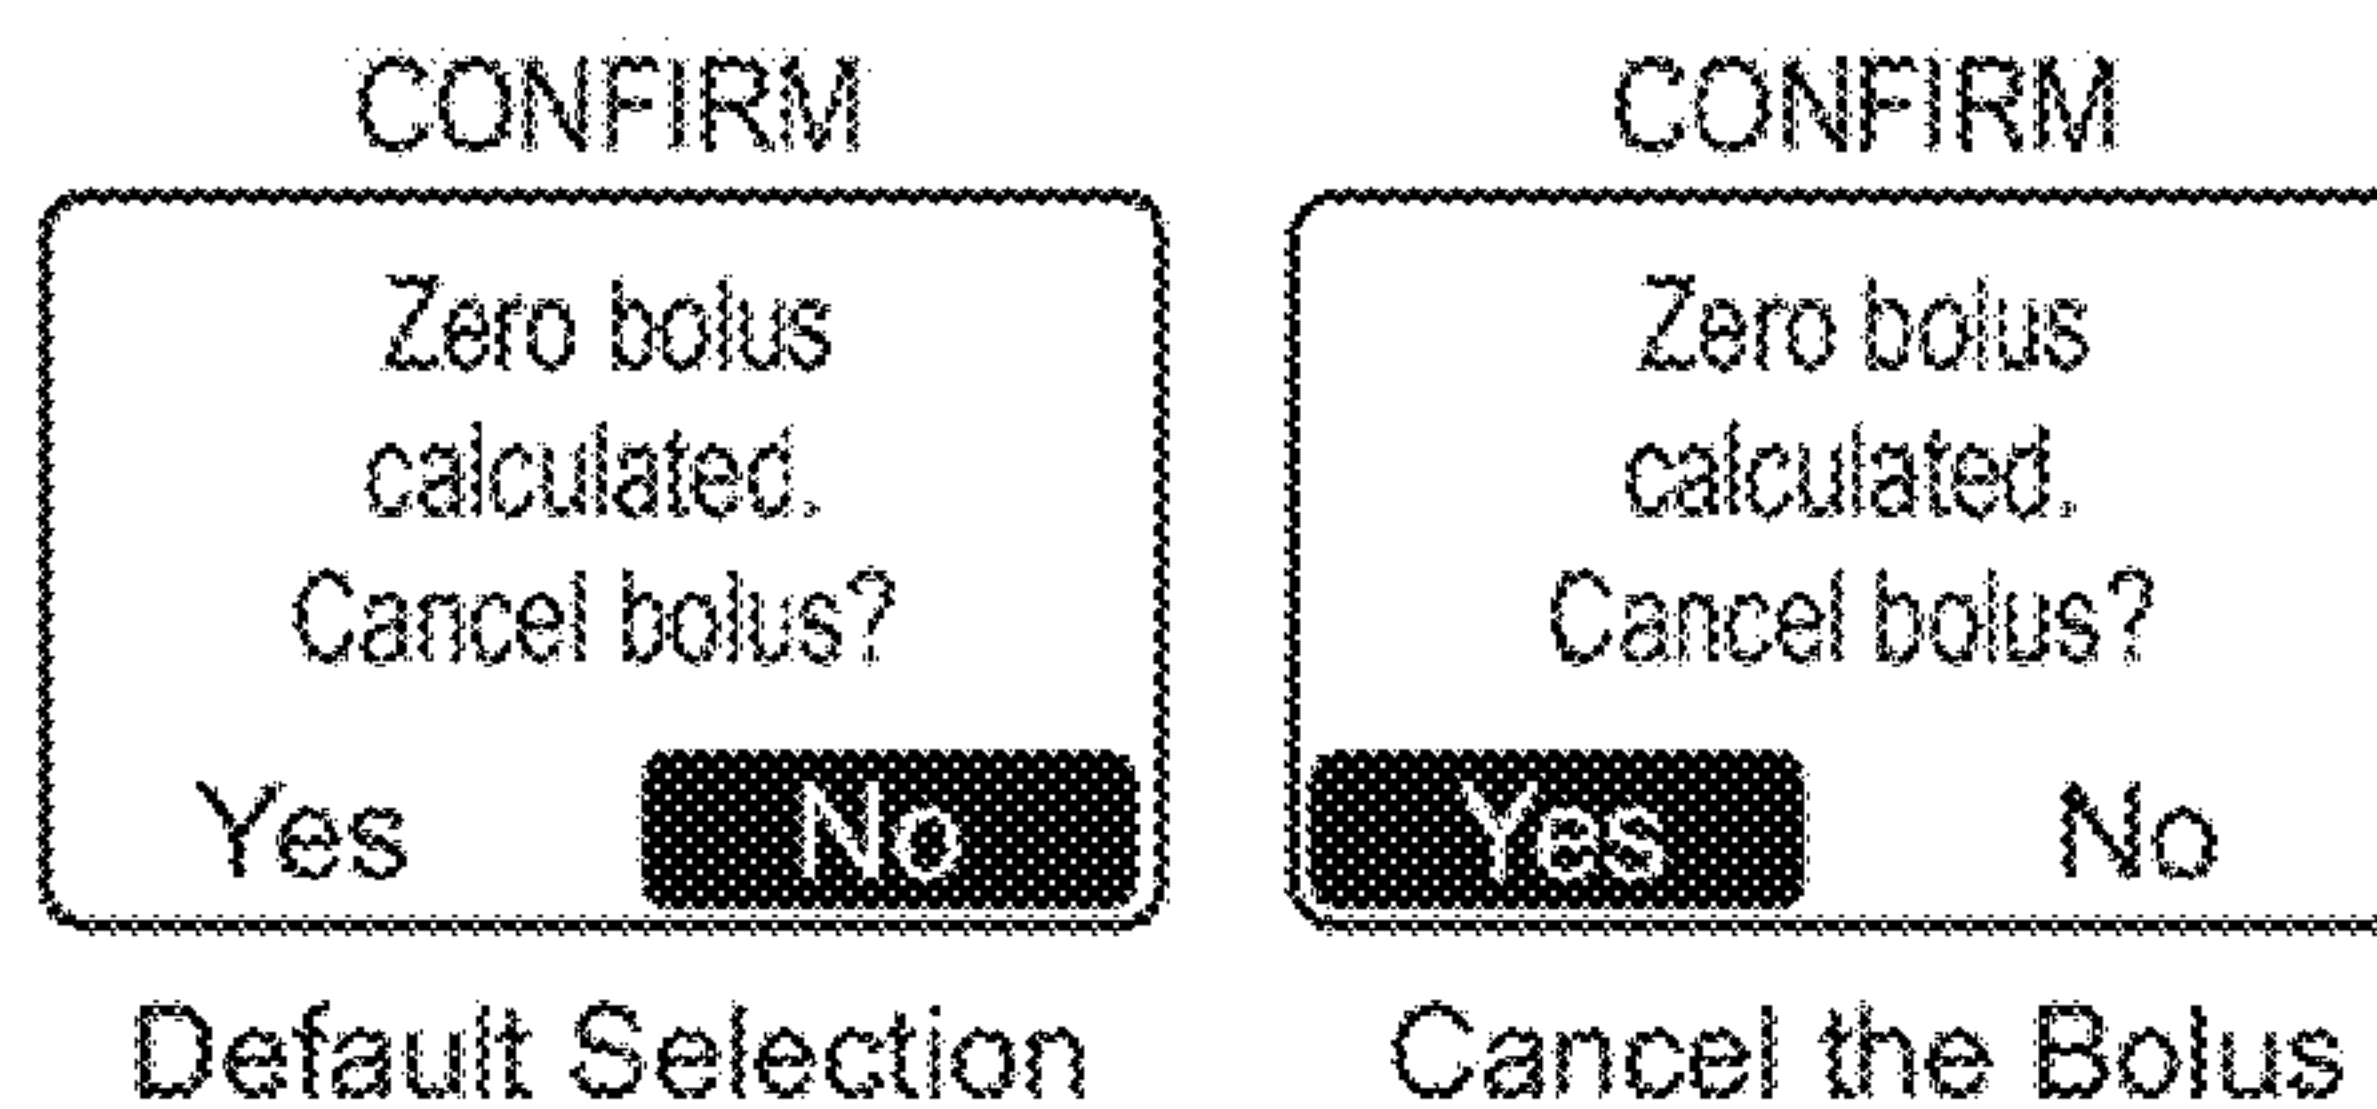 CONFIRM
Zero bolus
calculated.
Cancel bolus?
Yes No
Default Selection
CONFIRM
Zero bolus
calculated.
Cancel bolus?
Yes No
Cancel the Bolus